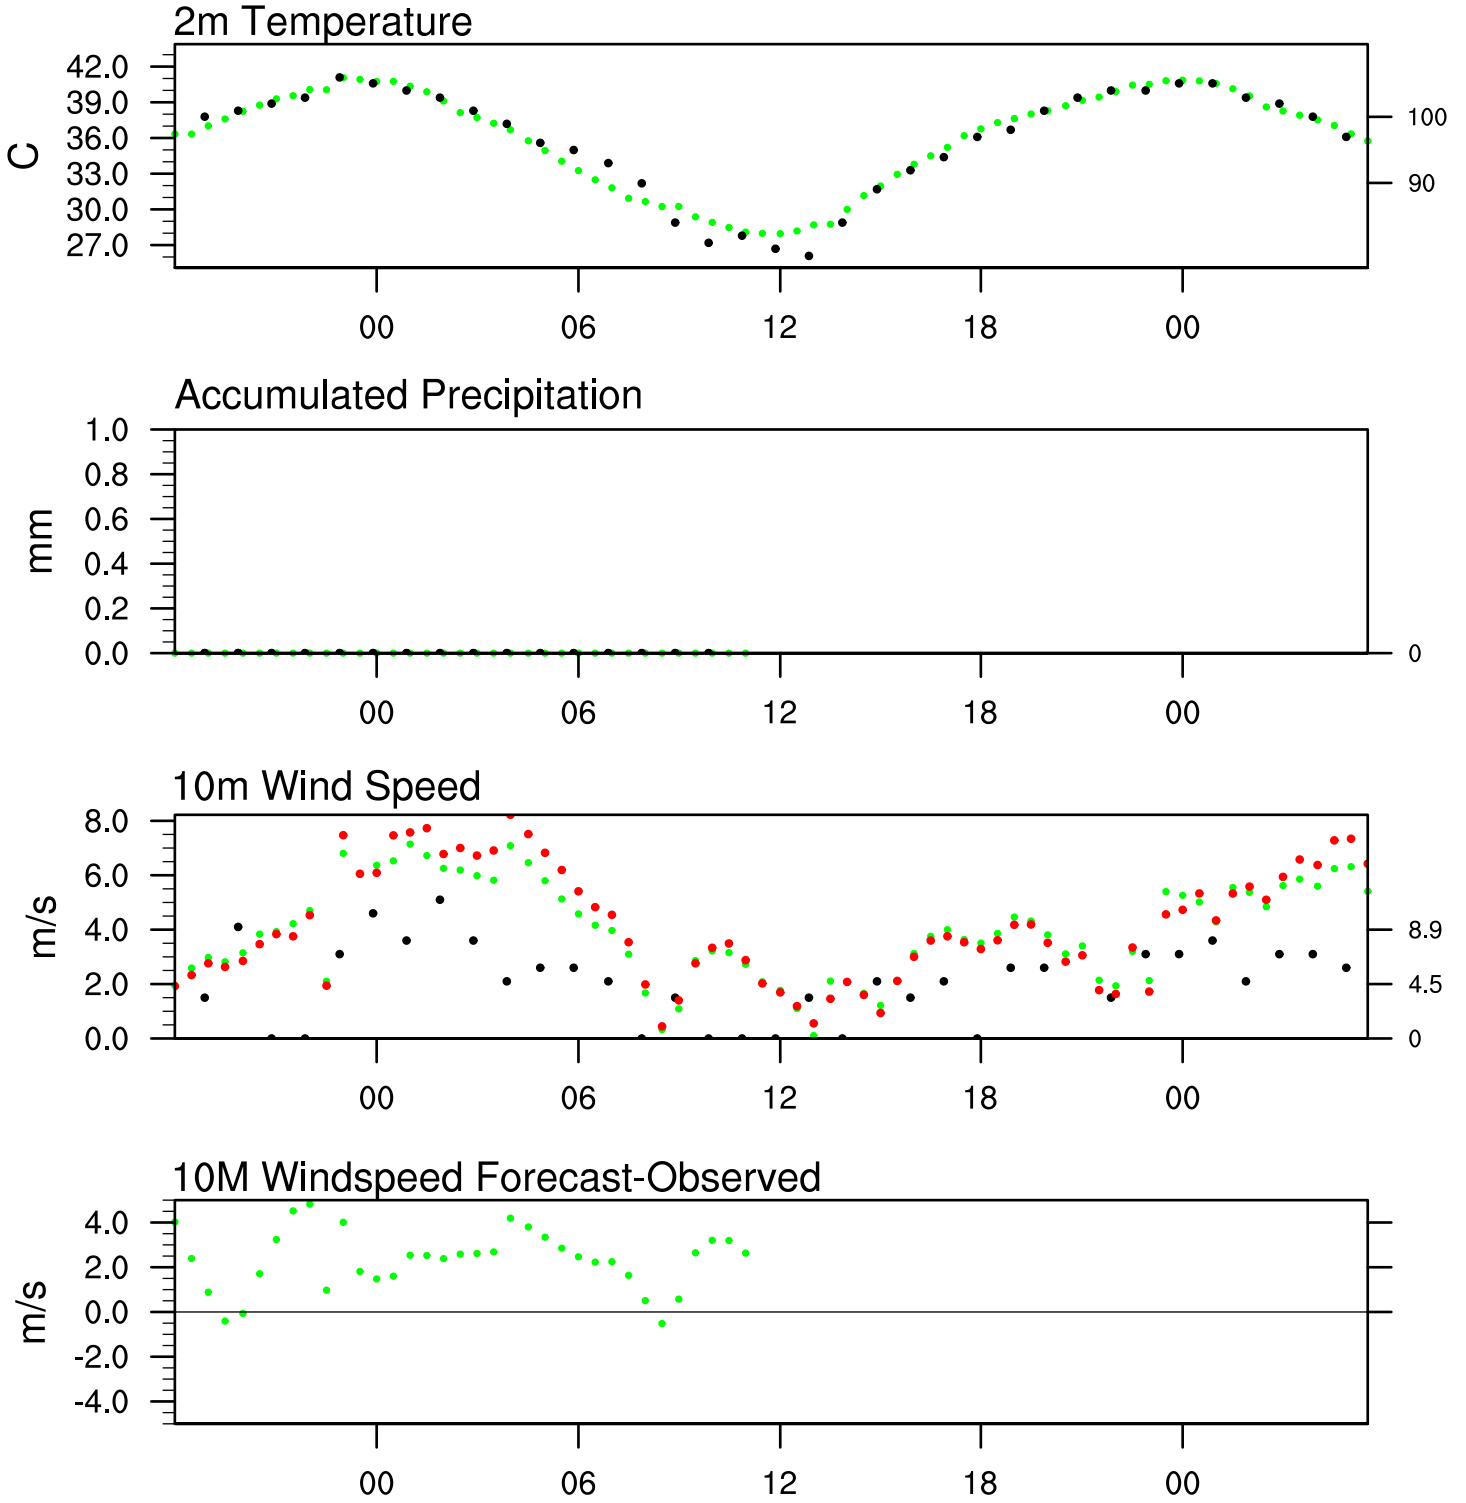 2m Temperature
42.0
39.0
36.0
33.0
30.0
27.0
C
100
90
00 06 12 18 00
Accumulated Precipitation
1.0
0.8
0.6
0.4
0.2
0.0
mm
0
00 06 12 18 00
10m Wind Speed
8.0
6.0
4.0
2.0
0.0
m/s
8.9
4.5
0
00 06 12 18 00
10M Windspeed Forecast-Observed
4.0
2.0
0.0
-2.0
-4.0
m/s
00 06 12 18 00